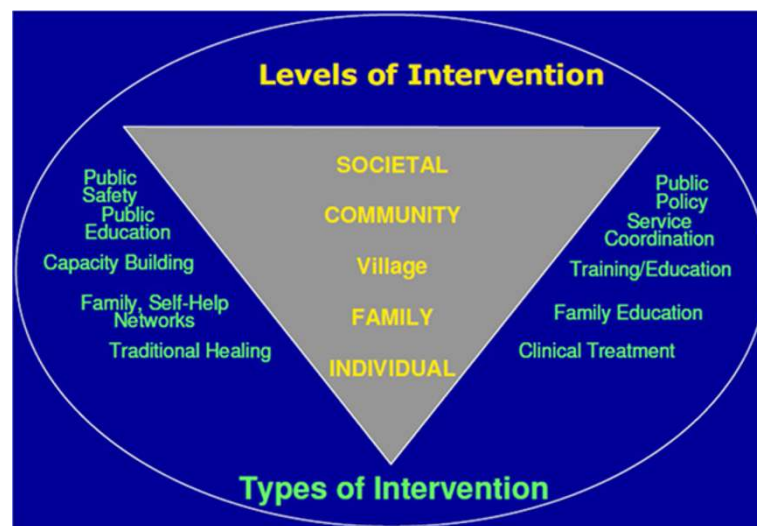 Levels of Intervention
SOCIETAL
COMMUNITY
Village
FAMILY
INDIVIDUAL
Public
Safety
Public
Education
Capacity Building
Family, Self-Help
Networks
Traditional Healing
Public
Policy
Service
Coordination
Training/Education
Family Education
Clinical Treatment
Types of Intervention